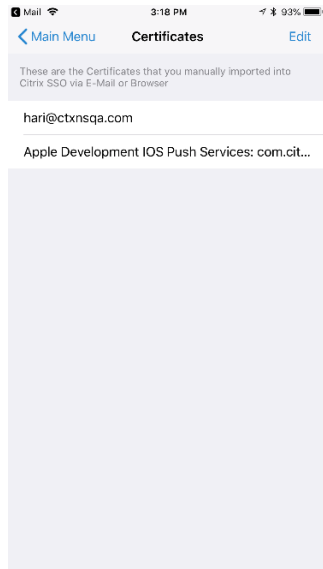 Mail 3:18 PM 93%
Main Menu Certificates Edit
These are the Certificates that you manually imported into
Citrix SSO via E-Mail or Browser
hari@ctxnsqa.com
Apple Development IOS Push Services: com.cit...